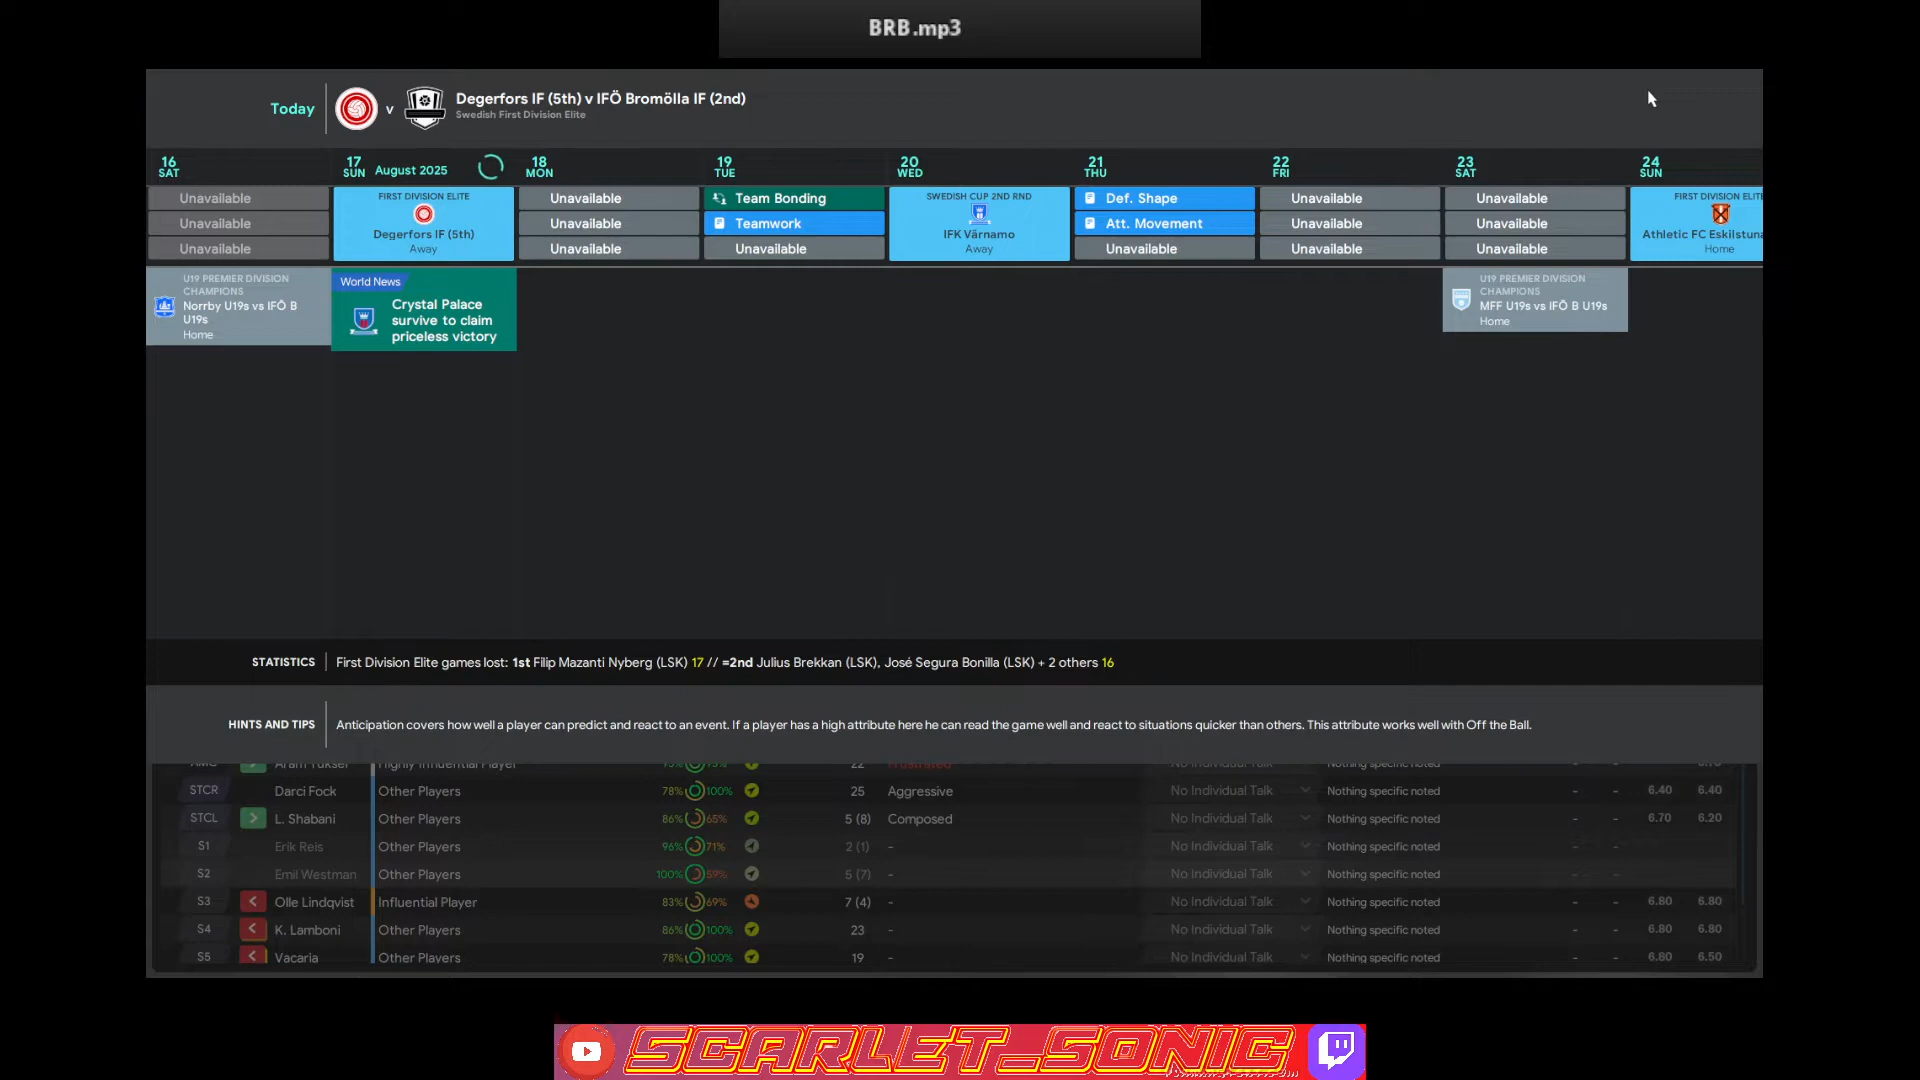 BRB.mp3
Today
v
Degerfors IF (5th) v IFÖ Bromölla IF (2nd)
Swedish First Division Elite
16 SAT
17 SUN August 2025
18 MON
19 TUE
20 WED
21 THU
22 FRI
23 SAT
24 SUN
Unavailable
Unavailable
Unavailable
FIRST DIVISION ELITE
Degerfors IF (5th)
Away
Unavailable
Unavailable
Unavailable
Team Bonding
Teamwork
Unavailable
SWEDISH CUP 2ND RND
IFK Värnamo
Away
Def. Shape
Att. Movement
Unavailable
Unavailable
Unavailable
Unavailable
Unavailable
Unavailable
Unavailable
FIRST DIVISION ELITE
Athletic FC Eskilstuna
Home
U19 PREMIER DIVISION
CHAMPIONS
Norrby U19s vs IFÖ B
U19s
Home
World News
Crystal Palace
survive to claim
priceless victory
U19 PREMIER DIVISION
CHAMPIONS
MFF U19s vs IFÖ B U19s
Home
STATISTICS First Division Elite games lost: 1st Filip Mazanti Nyberg (LSK) 17 // =2nd Julius Brekkan (LSK), José Segura Bonilla (LSK) + 2 others 16
HINTS AND TIPS Anticipation covers how well a player can predict and react to an event. If a player has a high attribute here he can read the game well and react to situations quicker than others. This attribute works well with Off the Ball.
Highly Influential Player 22 Frustrated No Individual Talk Nothing specific noted - -
STCR Darci Fock Other Players 78% 100% 25 Aggressive No Individual Talk Nothing specific noted - - 6.40 6.40
STCL L. Shabani Other Players 86% 65% 5 (8) Composed No Individual Talk Nothing specific noted - - 6.70 6.20
S1 Erik Reis Other Players 96% 71% 2 (1) - No Individual Talk Nothing specific noted - -
S2 Emil Westman Other Players 100% 59% 5 (7) - No Individual Talk Nothing specific noted - -
S3 Olle Lindqvist Influential Player 83% 69% 7 (4) - No Individual Talk Nothing specific noted - - 6.80 6.80
S4 K. Lamboni Other Players 86% 100% 23 - No Individual Talk Nothing specific noted - - 6.80 6.80
S5 Vacaria Other Players 78% 100% 19 - No Individual Talk Nothing specific noted - - 6.80 6.50
SCARLET_SONIC